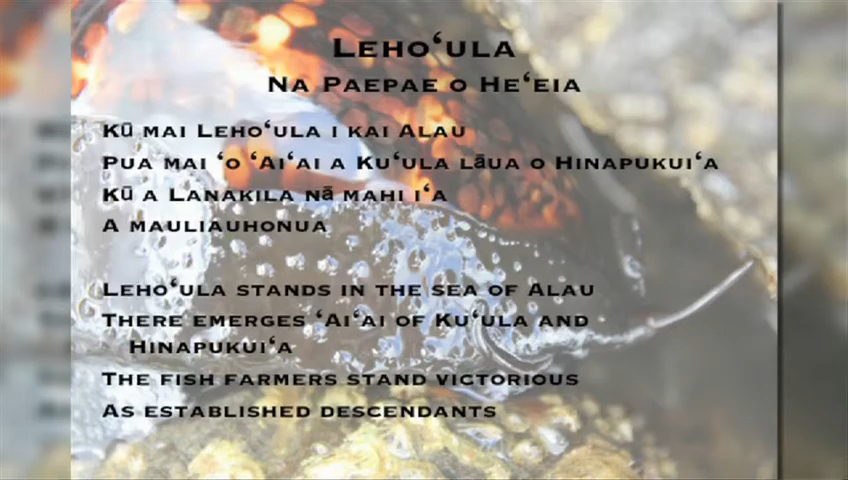 LEHOʻULA
NA PAEPAE O HEʻEIA
KŪ MAI LEHOʻULA I KAI ALAU
PUA MAI ʻO ʻAIʻAI A KUʻULA LĀUA O HINAPUKUIʻA
KŪ A LANAKILA NĀ MAHI IʻA
A MAULIAUHONUA
LEHOʻULA STANDS IN THE SEA OF ALAU
THERE EMERGES ʻAIʻAI OF KUʻULA AND
HINAPUKUIʻA
THE FISH FARMERS STAND VICTORIOUS
AS ESTABLISHED DESCENDANTS